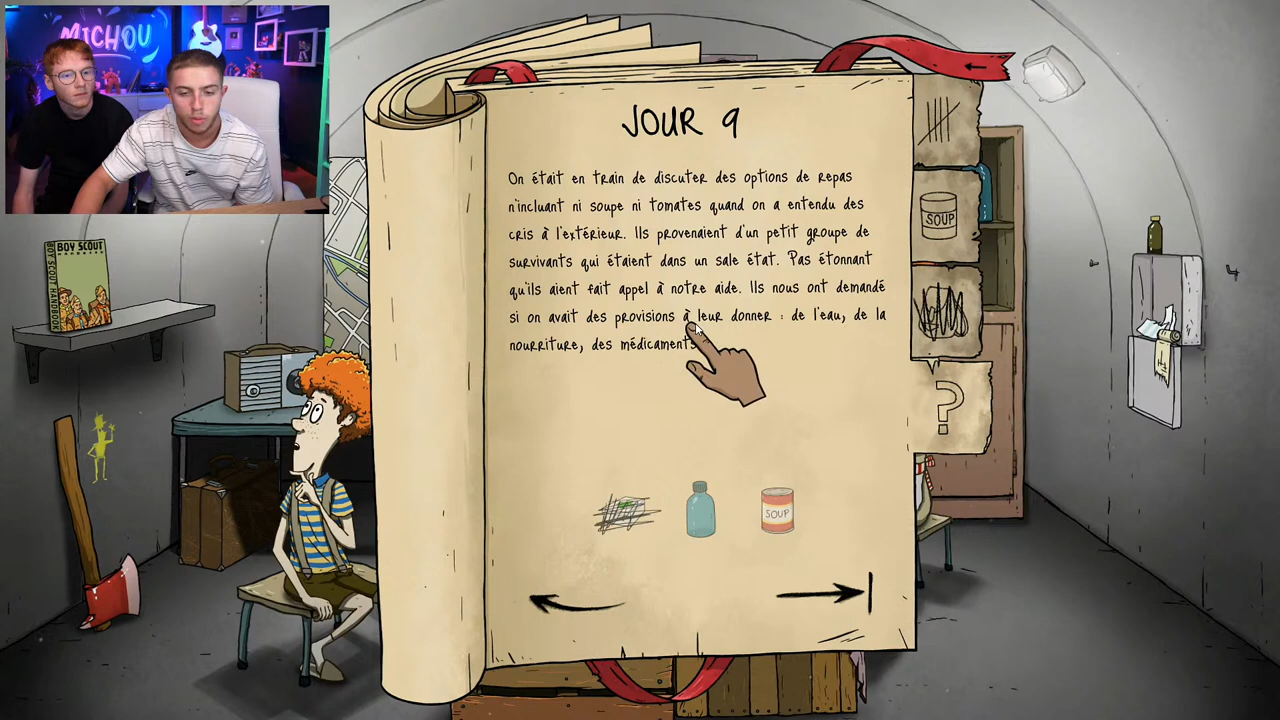 MICHOU
JOUR 9
On était en train de discuter des options de repas
n'incluant ni soupe ni tomates quand on a entendu des
cris à l'extérieur. Ils provenaient d'un petit groupe de
survivants qui étaient dans un sale état. Pas étonnant
qu'ils aient fait appel à notre aide. Ils nous ont demandé
si on avait des provisions à leur donner : de l'eau, de la
nourriture, des médicaments
SOUP
?
SOUP
BOY SCOUT
HANDBOOK
BOY SCOUT HANDBOOK